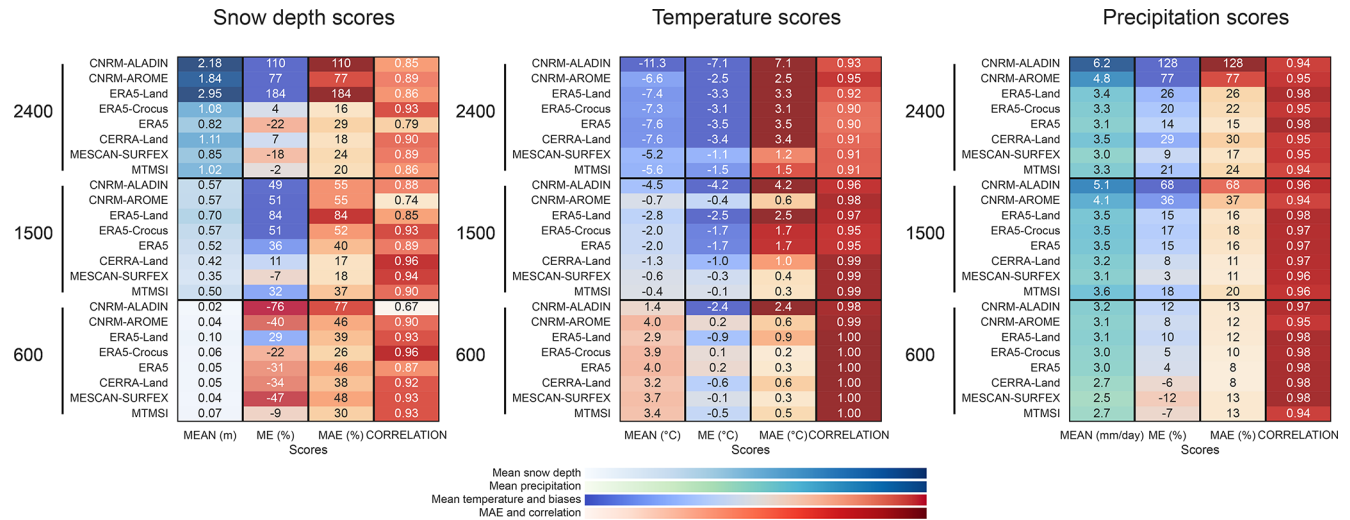 Snow depth scores
2400
CNRM-ALADIN 2.18 110 110 0.85
CNRM-AROME 1.84 77 77 0.89
ERA5-Land 2.95 184 184 0.86
ERA5-Crocus 1.08 4 16 0.93
ERA5 0.82 -22 29 0.79
CERRA-Land 1.11 7 18 0.90
MESCAN-SURFEX 0.85 -18 24 0.89
MTMSI 1.02 -2 20 0.86
1500
CNRM-ALADIN 0.57 49 55 0.88
CNRM-AROME 0.57 51 55 0.74
ERA5-Land 0.70 84 84 0.85
ERA5-Crocus 0.57 51 52 0.93
ERA5 0.52 36 40 0.89
CERRA-Land 0.42 11 17 0.96
MESCAN-SURFEX 0.35 -7 18 0.94
MTMSI 0.50 32 37 0.90
600
CNRM-ALADIN 0.02 -76 77 0.67
CNRM-AROME 0.04 -40 46 0.90
ERA5-Land 0.10 29 39 0.93
ERA5-Crocus 0.06 -22 26 0.96
ERA5 0.05 -31 46 0.87
CERRA-Land 0.05 -34 38 0.92
MESCAN-SURFEX 0.04 -47 48 0.93
MTMSI 0.07 -9 30 0.93
MEAN (m) ME (%) MAE (%) CORRELATION
Scores
Temperature scores
2400
CNRM-ALADIN -11.3 -7.1 7.1 0.93
CNRM-AROME -6.6 -2.5 2.5 0.95
ERA5-Land -7.4 -3.3 3.3 0.92
ERA5-Crocus -7.3 -3.1 3.1 0.90
ERA5 -7.6 -3.5 3.5 0.90
CERRA-Land -7.6 -3.4 3.4 0.91
MESCAN-SURFEX -5.2 -1.1 1.2 0.91
MTMSI -5.6 -1.5 1.5 0.91
1500
CNRM-ALADIN -4.5 -4.2 4.2 0.96
CNRM-AROME -0.7 -0.4 0.6 0.98
ERA5-Land -2.8 -2.5 2.5 0.97
ERA5-Crocus -2.0 -1.7 1.7 0.95
ERA5 -2.0 -1.7 1.7 0.95
CERRA-Land -1.3 -1.0 1.0 0.99
MESCAN-SURFEX -0.6 -0.3 0.4 0.99
MTMSI -0.4 -0.1 0.3 0.99
600
CNRM-ALADIN 1.4 -2.4 2.4 0.98
CNRM-AROME 4.0 0.2 0.6 0.99
ERA5-Land 2.9 -0.9 0.9 1.00
ERA5-Crocus 3.9 0.1 0.2 1.00
ERA5 4.0 0.2 0.3 1.00
CERRA-Land 3.2 -0.6 0.6 1.00
MESCAN-SURFEX 3.7 -0.1 0.3 1.00
MTMSI 3.4 -0.5 0.5 1.00
MEAN (°C) ME (°C) MAE (°C) CORRELATION
Scores
Precipitation scores
2400
CNRM-ALADIN 6.2 128 128 0.94
CNRM-AROME 4.8 77 77 0.95
ERA5-Land 3.4 26 26 0.98
ERA5-Crocus 3.3 20 22 0.95
ERA5 3.1 14 15 0.98
CERRA-Land 3.5 29 30 0.95
MESCAN-SURFEX 3.0 9 17 0.95
MTMSI 3.3 21 24 0.94
1500
CNRM-ALADIN 5.1 68 68 0.96
CNRM-AROME 4.1 36 37 0.94
ERA5-Land 3.5 15 16 0.98
ERA5-Crocus 3.5 17 18 0.97
ERA5 3.5 15 16 0.97
CERRA-Land 3.2 8 11 0.97
MESCAN-SURFEX 3.1 3 11 0.96
MTMSI 3.6 18 20 0.96
600
CNRM-ALADIN 3.2 12 13 0.97
CNRM-AROME 3.1 8 12 0.95
ERA5-Land 3.1 10 12 0.98
ERA5-Crocus 3.0 5 10 0.98
ERA5 3.0 4 8 0.98
CERRA-Land 2.7 -6 8 0.98
MESCAN-SURFEX 2.5 -12 13 0.98
MTMSI 2.7 -7 13 0.94
MEAN (mm/day) ME (%) MAE (%) CORRELATION
Scores
Mean snow depth
Mean precipitation
Mean temperature and biases
MAE and correlation